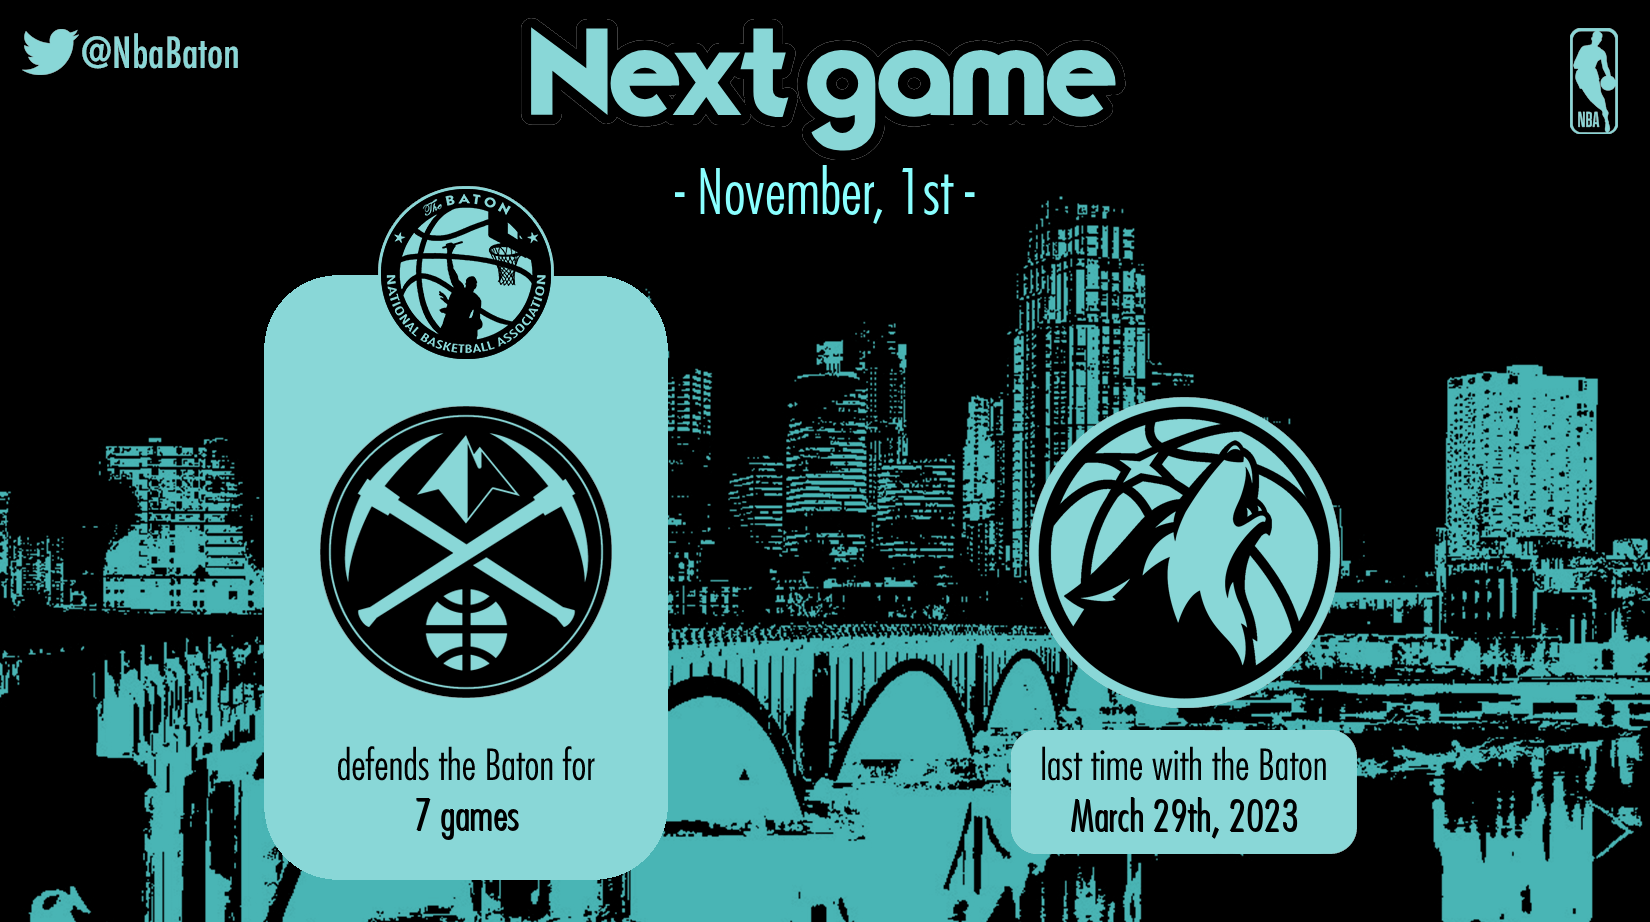 @NbaBaton
Next game
NBA
- November, 1st -
The BATON
NATIONAL BASKETBALL ASSOCIATION
defends the Baton for
7 games
last time with the Baton
March 29th, 2023